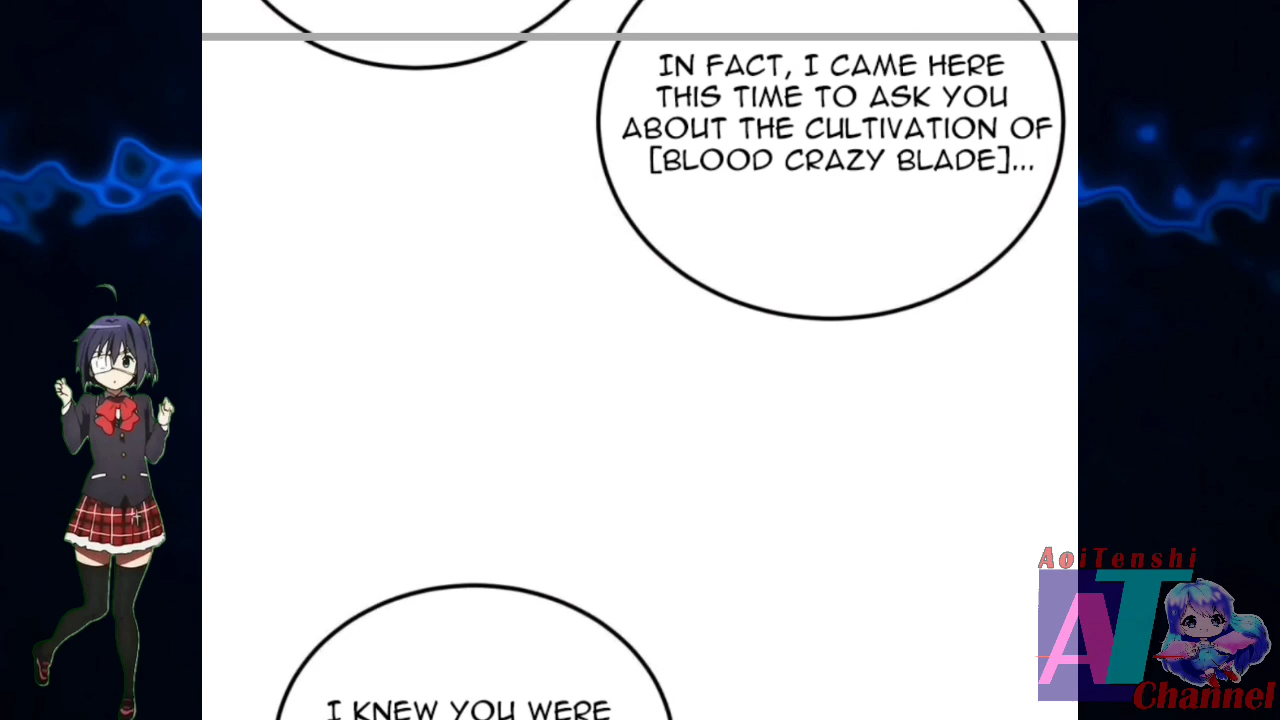 IN FACT, I CAME HERE
THIS TIME TO ASK YOU
ABOUT THE CULTIVATION OF
[BLOOD CRAZY BLADE]...
I KNEW YOU WERE
AoiTenshi
AT
Channel